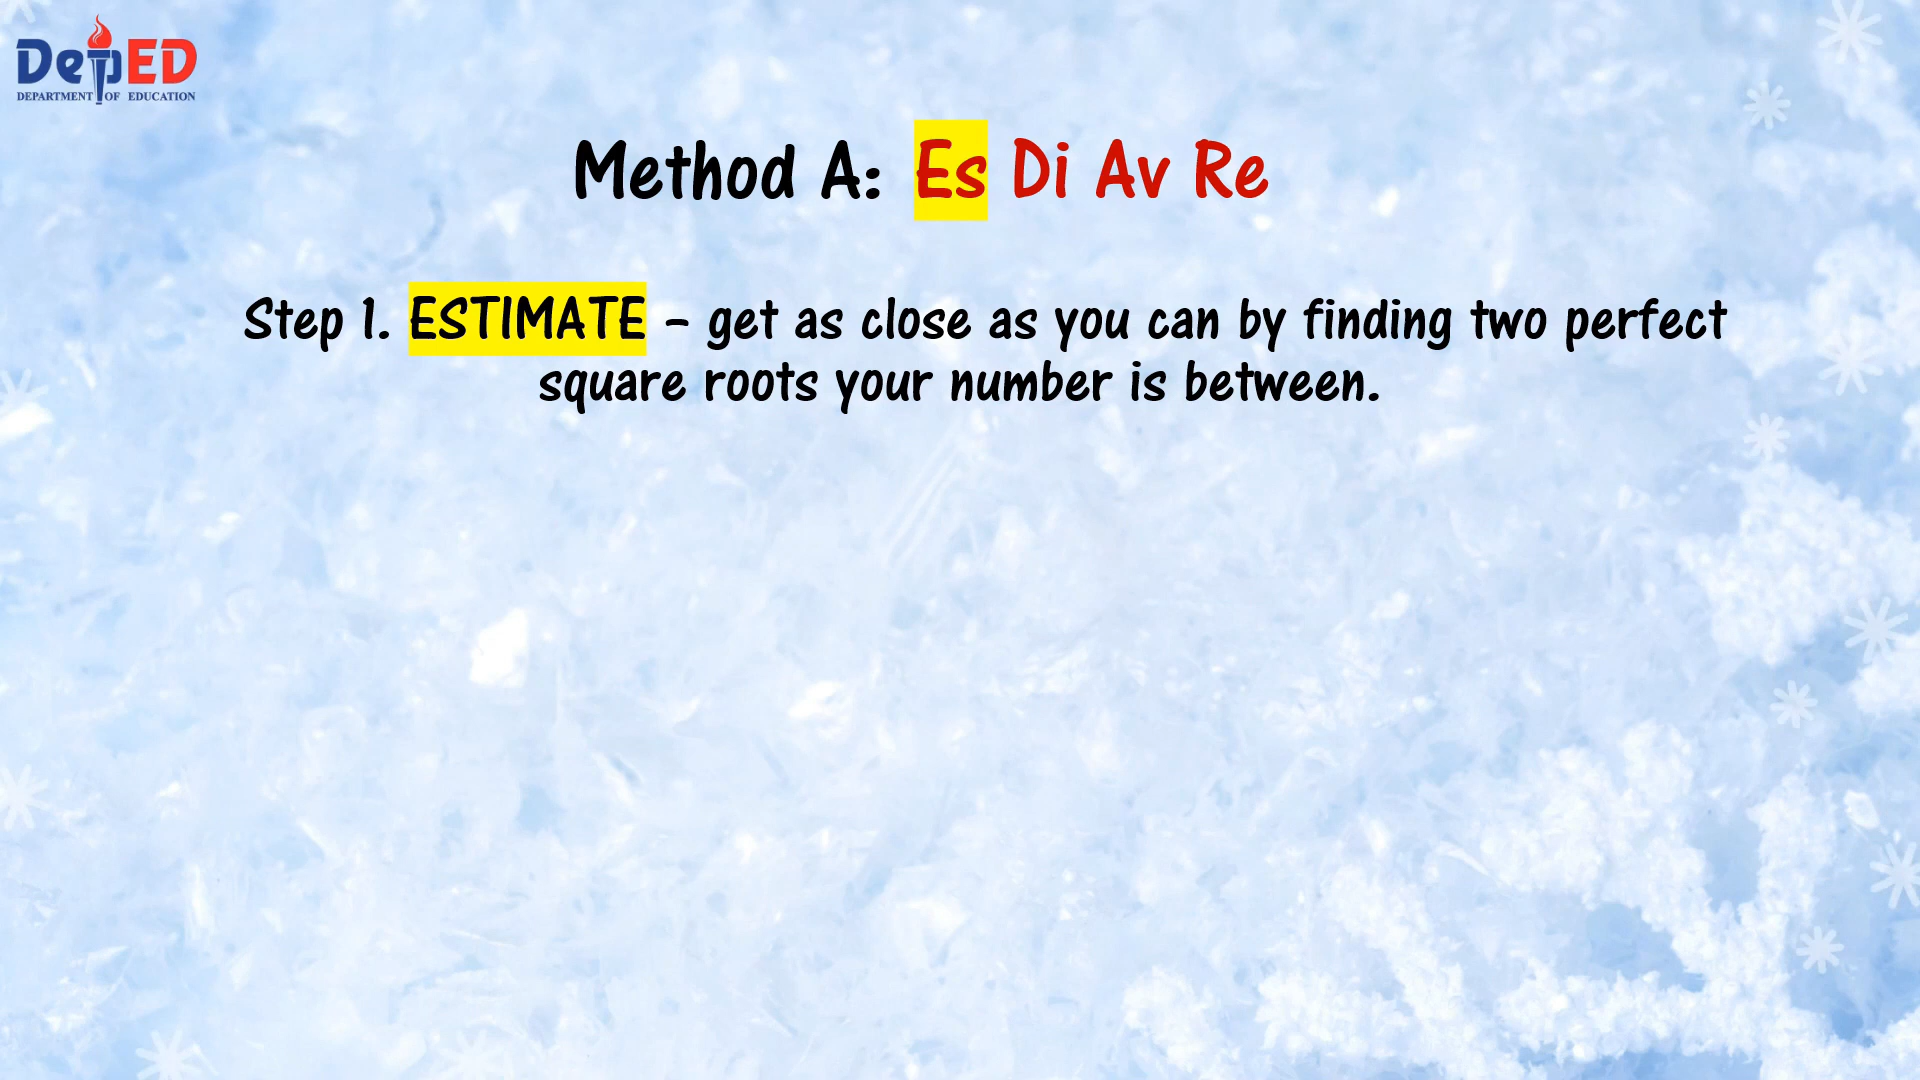 DepED
DEPARTMENT OF EDUCATION
Method A: Es Di Av Re
Step 1. ESTIMATE – get as close as you can by finding two perfect
square roots your number is between.